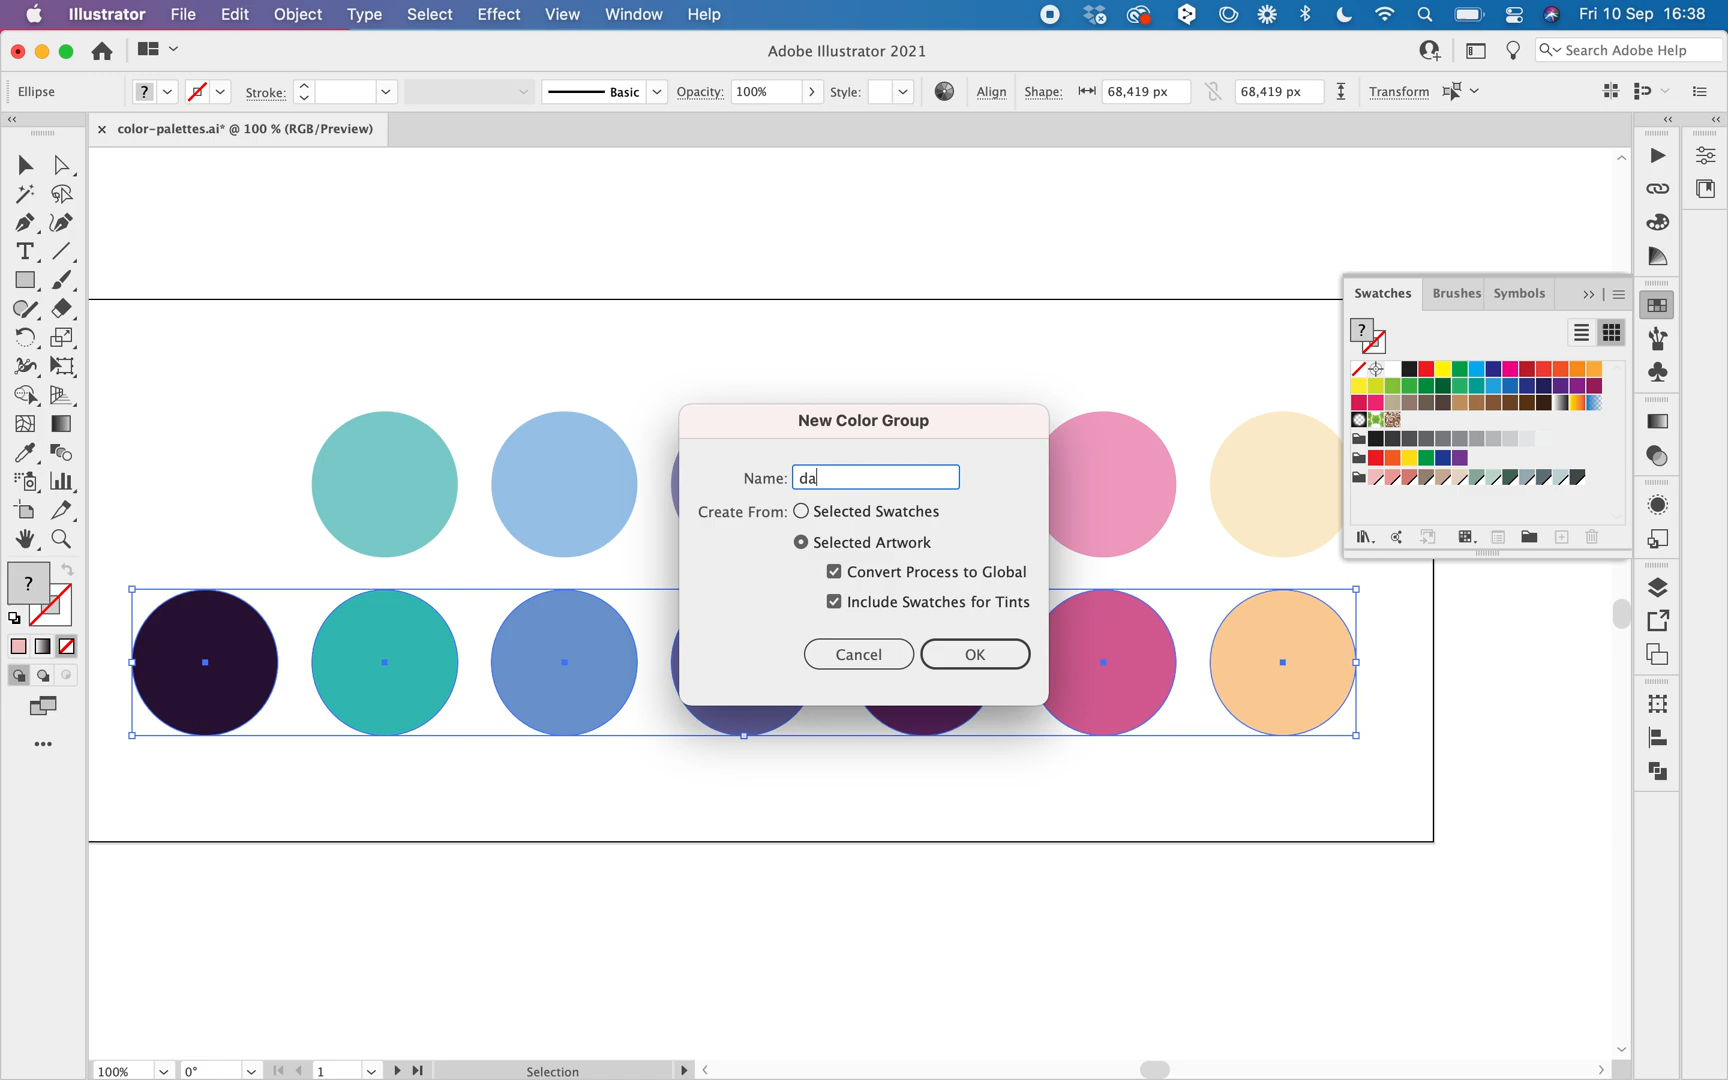 Illustrator File Edit Object Type Select Effect View Window Help Fri 10 Sep 16:38
Adobe Illustrator 2021 Search Adobe Help
Ellipse ? Stroke: Basic Opacity: 100% Style: Align Shape: 68,419 px 68,419 px Transform
color-palettes.ai* @ 100 % (RGB/Preview)
Swatches Brushes Symbols
?
New Color Group
Name: da
Create From: Selected Swatches
Selected Artwork
Convert Process to Global
Include Swatches for Tints
?
Cancel OK
100% 0° 1 Selection